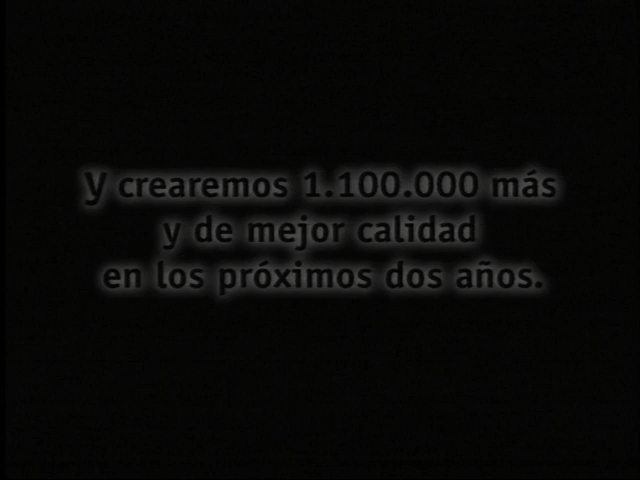 y crearemos 1.100.000 más
y de mejor calidad
en los próximos dos años.